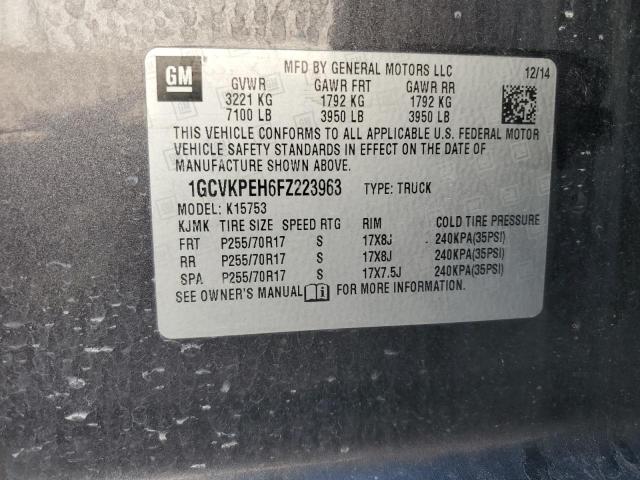 GM
MFD BY GENERAL MOTORS LLC 12/14
GVWR GAWR FRT GAWR RR
3221 KG 1792 KG 1792 KG
7100 LB 3950 LB 3950 LB
THIS VEHICLE CONFORMS TO ALL APPLICABLE U.S. FEDERAL MOTOR
VEHICLE SAFETY STANDARDS IN EFFECT ON THE DATE OF
MANUFACTURE SHOWN ABOVE.
1GCVKPEH6FZ223963 TYPE: TRUCK
MODEL: K15753
KJMK TIRE SIZE SPEED RTG RIM COLD TIRE PRESSURE
FRT P255/70R17 S 17X8J 240KPA(35PSI)
RR P255/70R17 S 17X8J 240KPA(35PSI)
SPA P255/70R17 S 17X7.5J 240KPA(35PSI)
SEE OWNER'S MANUAL FOR MORE INFORMATION.